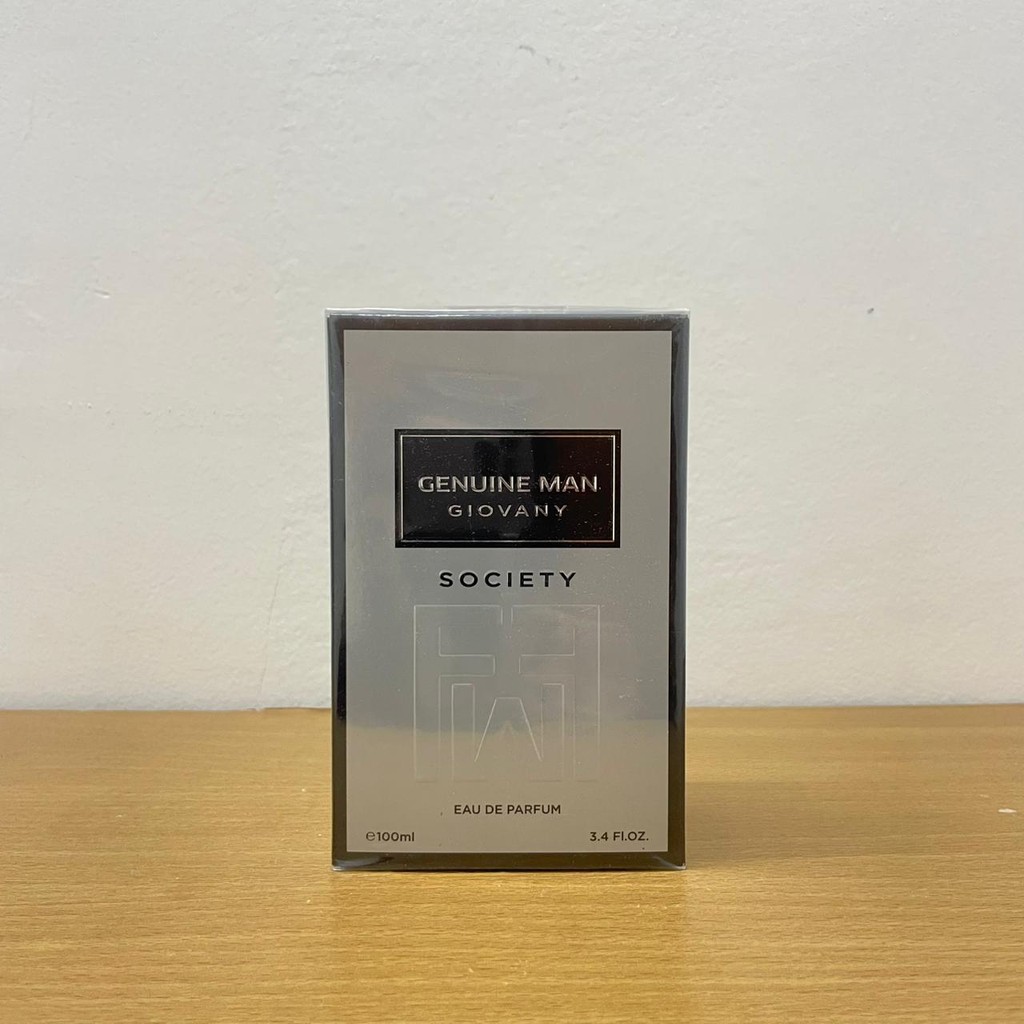 GENUINE MAN
GIOVANY
SOCIETY
EAU DE PARFUM
℮100ml
3.4 Fl.OZ.